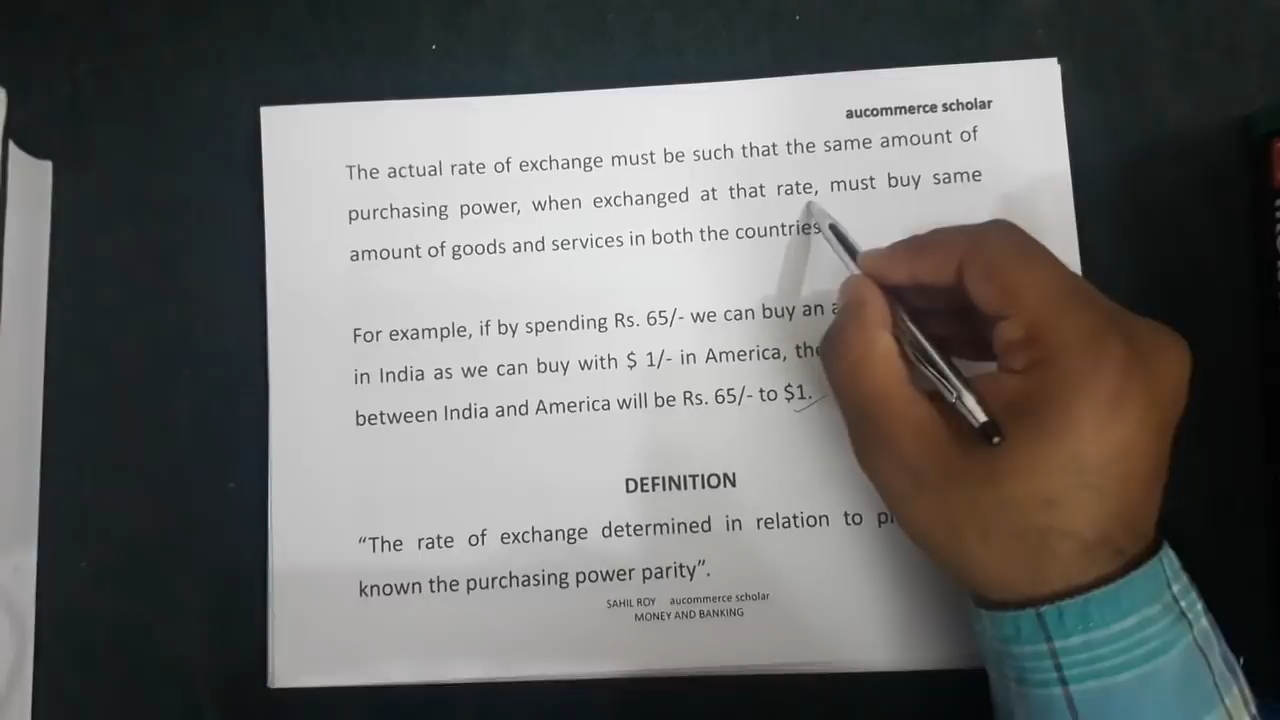 aucommerce scholar
The actual rate of exchange must be such that the same amount of
purchasing power, when exchanged at that rate, must buy same
amount of goods and services in both the countries
For example, if by spending Rs. 65/- we can buy an
in India as we can buy with $ 1/- in America,
between India and America will be Rs. 65/- to $1.
DEFINITION
“The rate of exchange determined in relation to
known the purchasing power parity”.
SAHIL ROY aucommerce scholar
MONEY AND BANKING